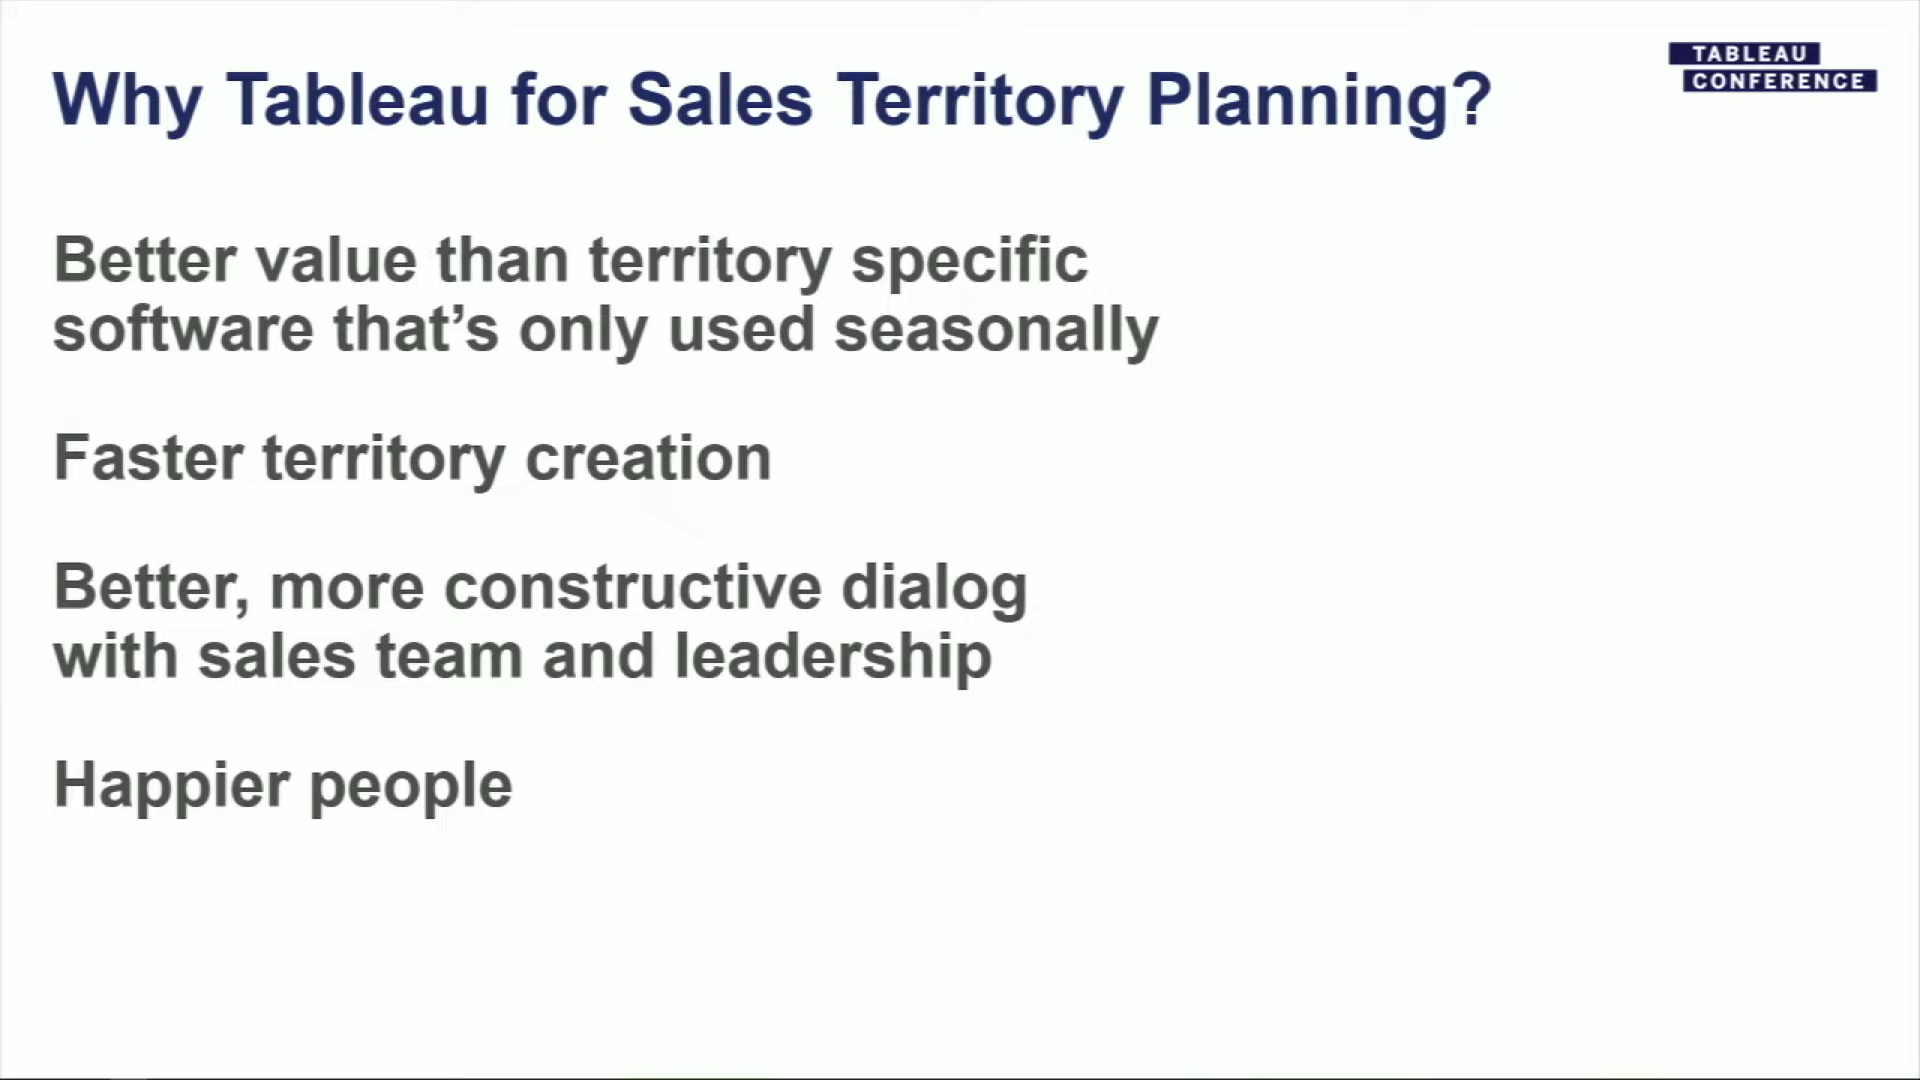 Why Tableau for Sales Territory Planning?
TABLEAU
CONFERENCE
Better value than territory specific
software that’s only used seasonally
Faster territory creation
Better, more constructive dialog
with sales team and leadership
Happier people